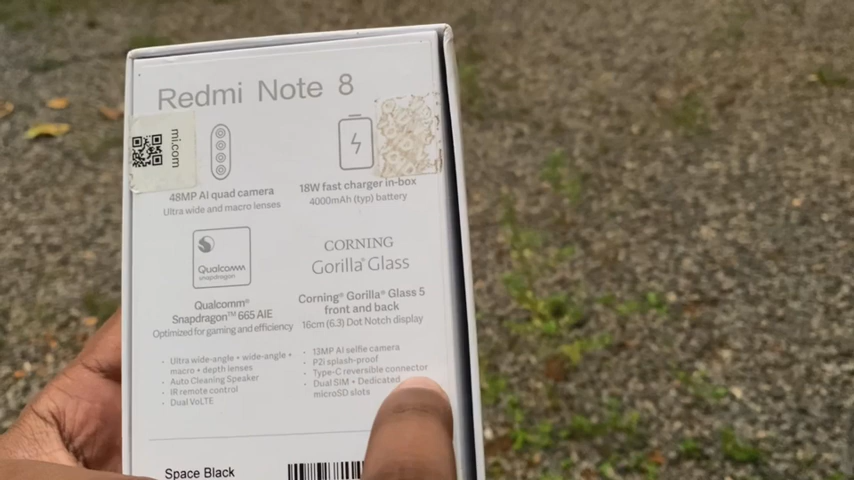 Redmi Note 8
mi.com
48MP AI quad camera
Ultra wide and macro lenses
18W fast charger in-box
4000mAh (typ) battery
Qualcomm
snapdragon
Qualcomm®
Snapdragon™ 665 AIE
Optimized for gaming and efficiency
CORNING
Gorilla® Glass
Corning® Gorilla® Glass 5
front and back
16cm (6.3) Dot Notch display
• Ultra wide-angle + wide-angle +
macro + depth lenses
• Auto Cleaning Speaker
• IR remote control
• Dual VoLTE
• 13MP AI selfie camera
• P2i splash-proof
• Type-C reversible connector
• Dual SIM + Dedicated
microSD slots
Space Black